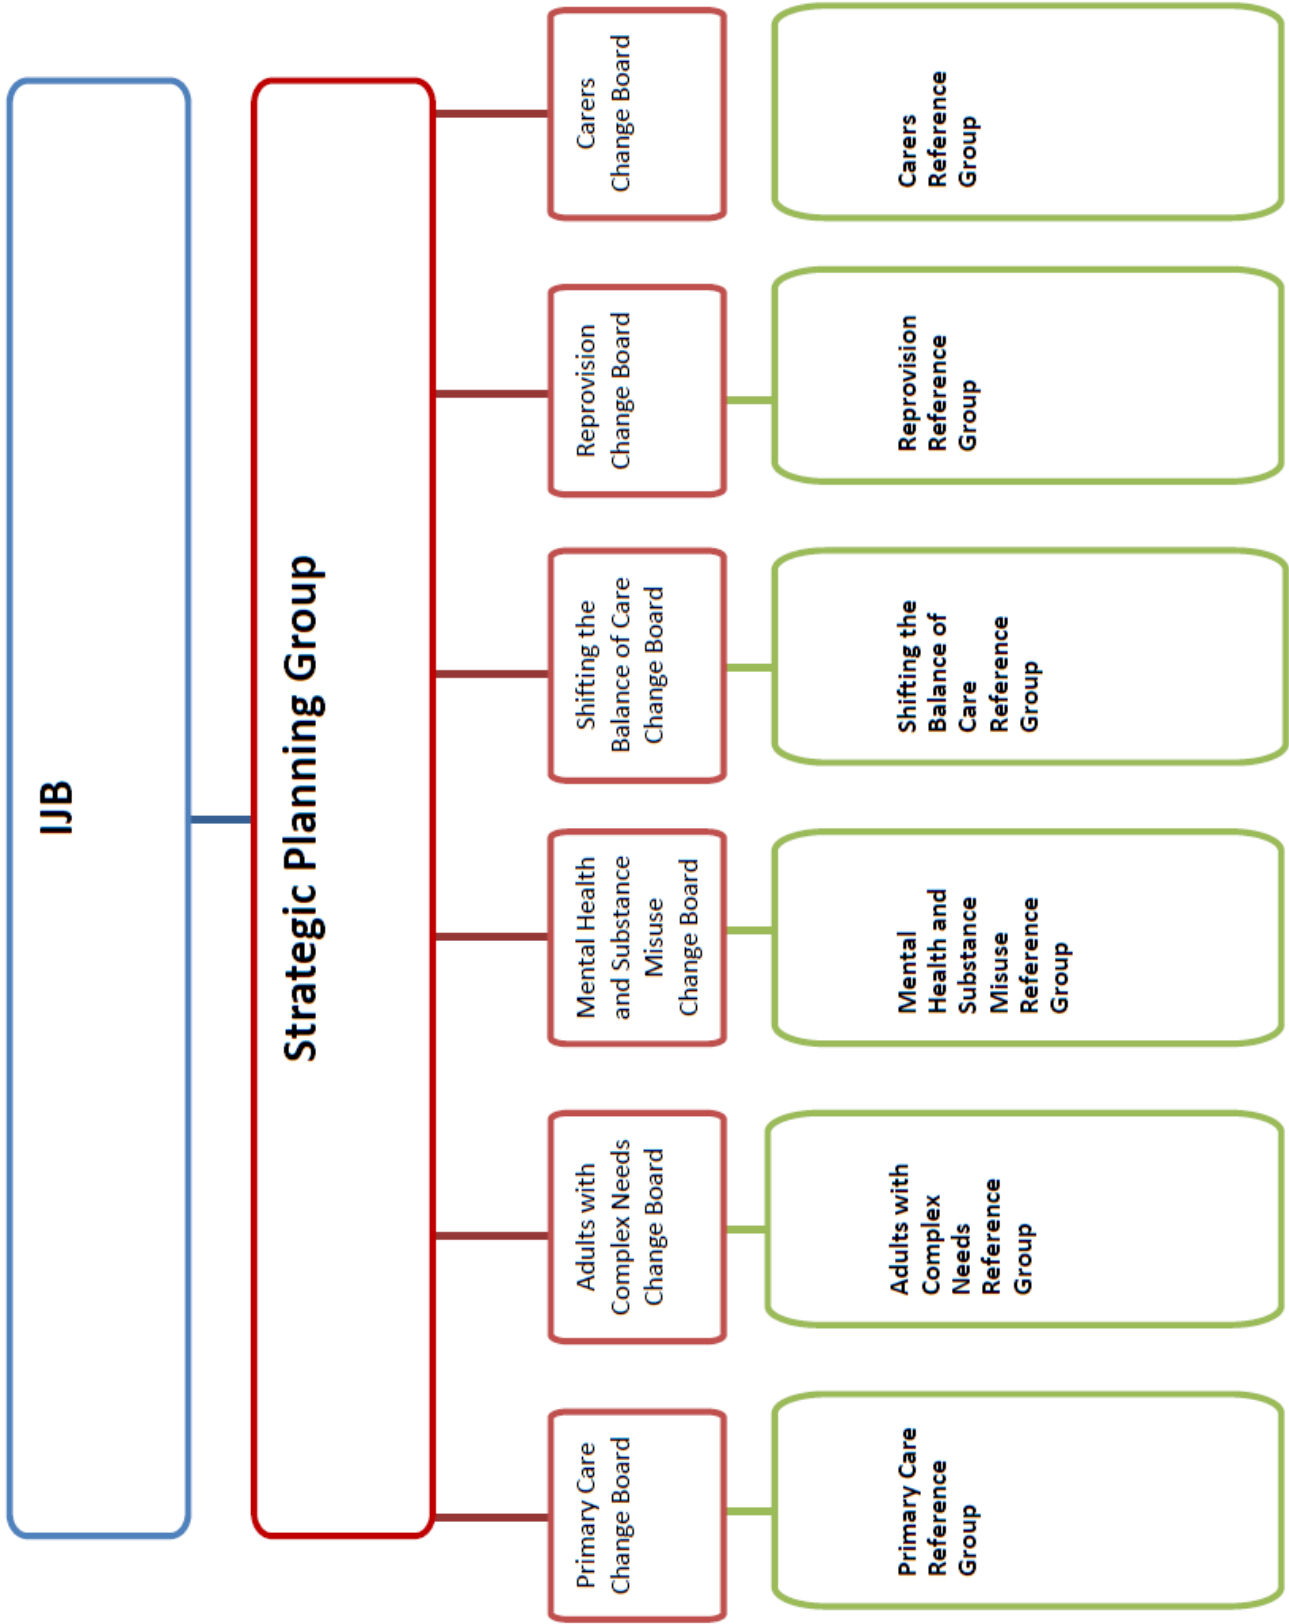 IJB
Strategic Planning Group
Primary Care
Change Board
Adults with
Complex Needs
Change Board
Mental Health
and Substance
Misuse
Change Board
Shifting the
Balance of Care
Change Board
Reprovision
Change Board
Carers
Change Board
Primary Care
Reference
Group
Adults with
Complex
Needs
Reference
Group
Mental
Health and
Substance
Misuse
Reference
Group
Shifting the
Balance of
Care
Reference
Group
Reprovision
Reference
Group
Carers
Reference
Group